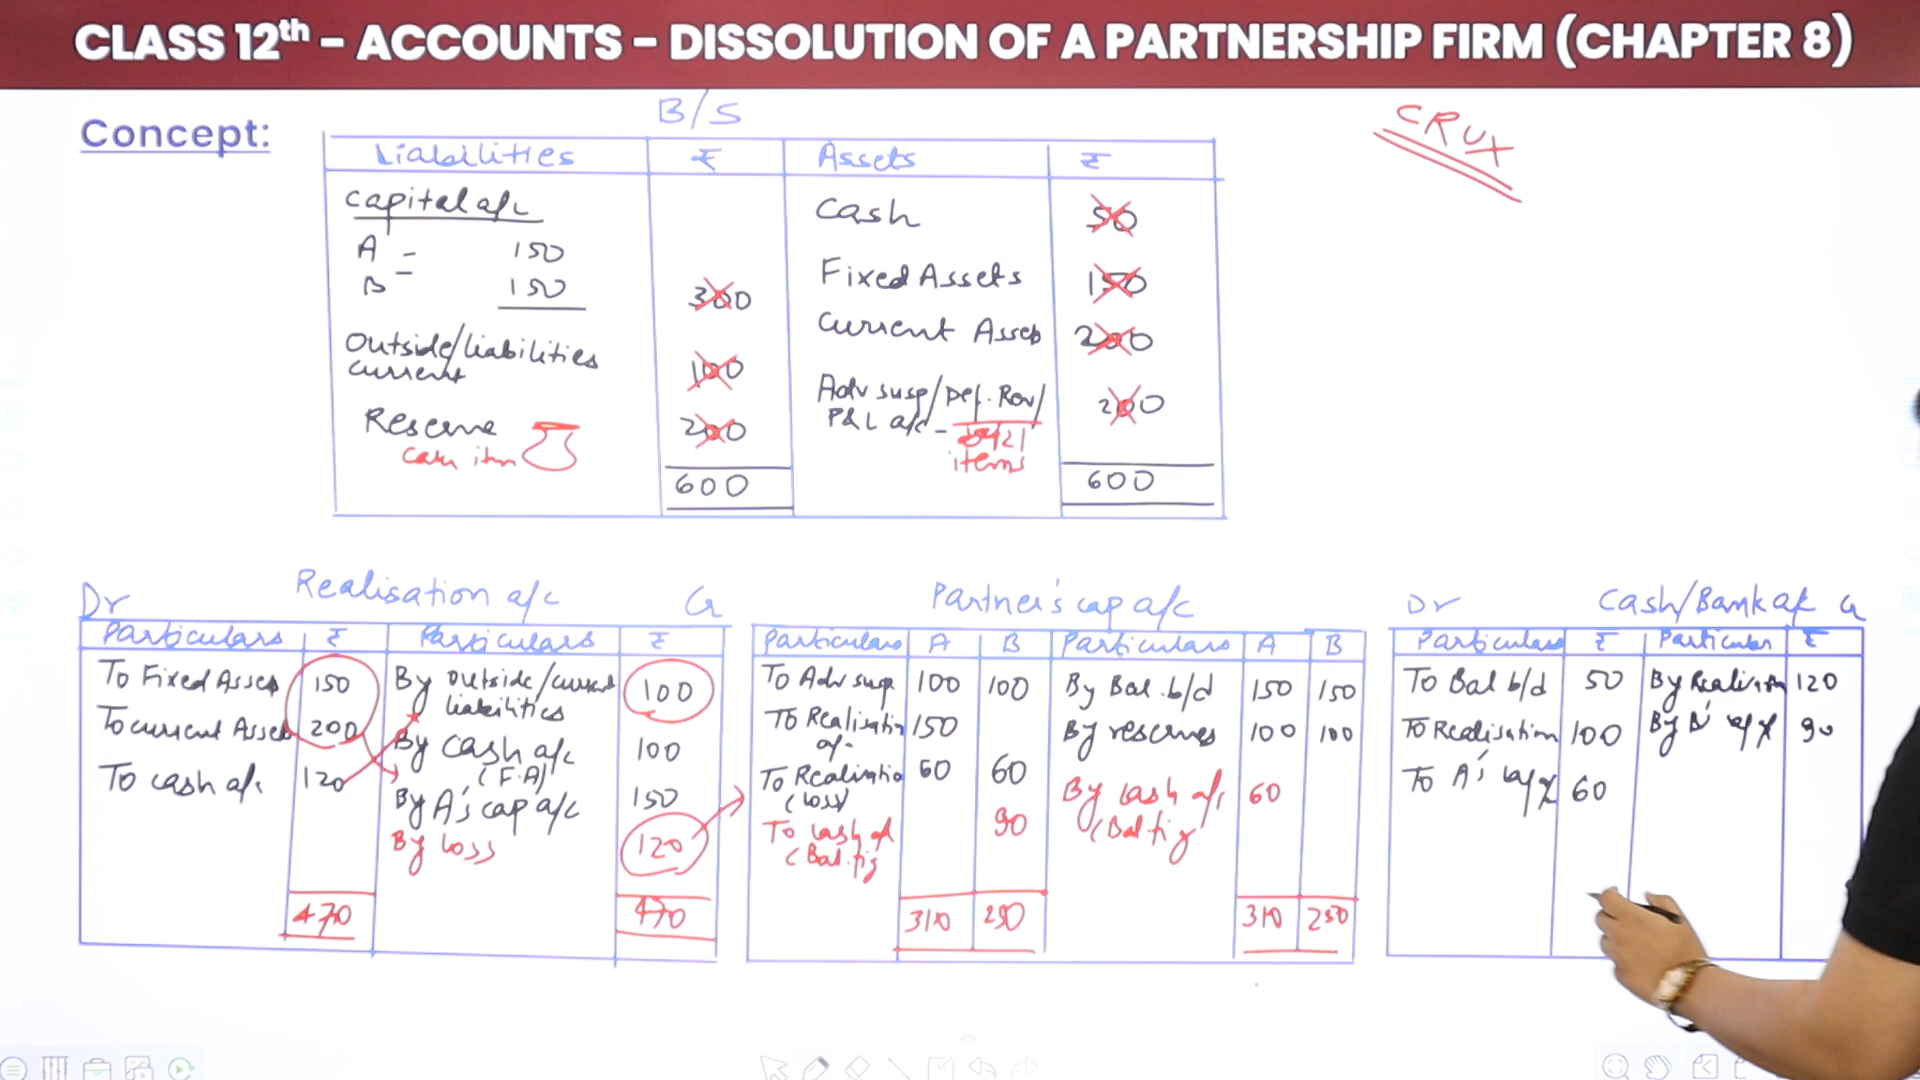 CLASS 12th - ACCOUNTS - DISSOLUTION OF A PARTNERSHIP FIRM (CHAPTER 8)
Concept:
B/S
CRUX
Liabilities ₹ Assets ₹
Capital a/c
A = 150
B 150 300
Outside/liabilities
current 100
Reserve 200
600
Cash 50
Fixed Assets 150
Current Assets 200
Adv susp/Def. Rev/
P&L a/c - 200
items
600
Dr Realisation a/c Cr
Particulars ₹ Particulars ₹
To Fixed Assets 150 By outside/current liabilities 100
To current Assets 200 By cash a/c (F.A) 100
To cash a/c 120 By A's cap a/c 150
By loss 120
470 470
Partner's cap a/c
Particulars A B Particulars A B
To Adv susp 100 100 By Bal. b/d 150 150
To Realisation a/c 150 By reserves 100 100
To Realisation (loss) 60 60 By cash a/c (Bal fig 60
To cash a/c (Bal. fig 90
310 250 310 250
Dr Cash/Bank a/c Cr
Particulars ₹ Particular ₹
To Bal b/d 50 By Realisation 120
To Realisation 100 By B's 90
To A's 60